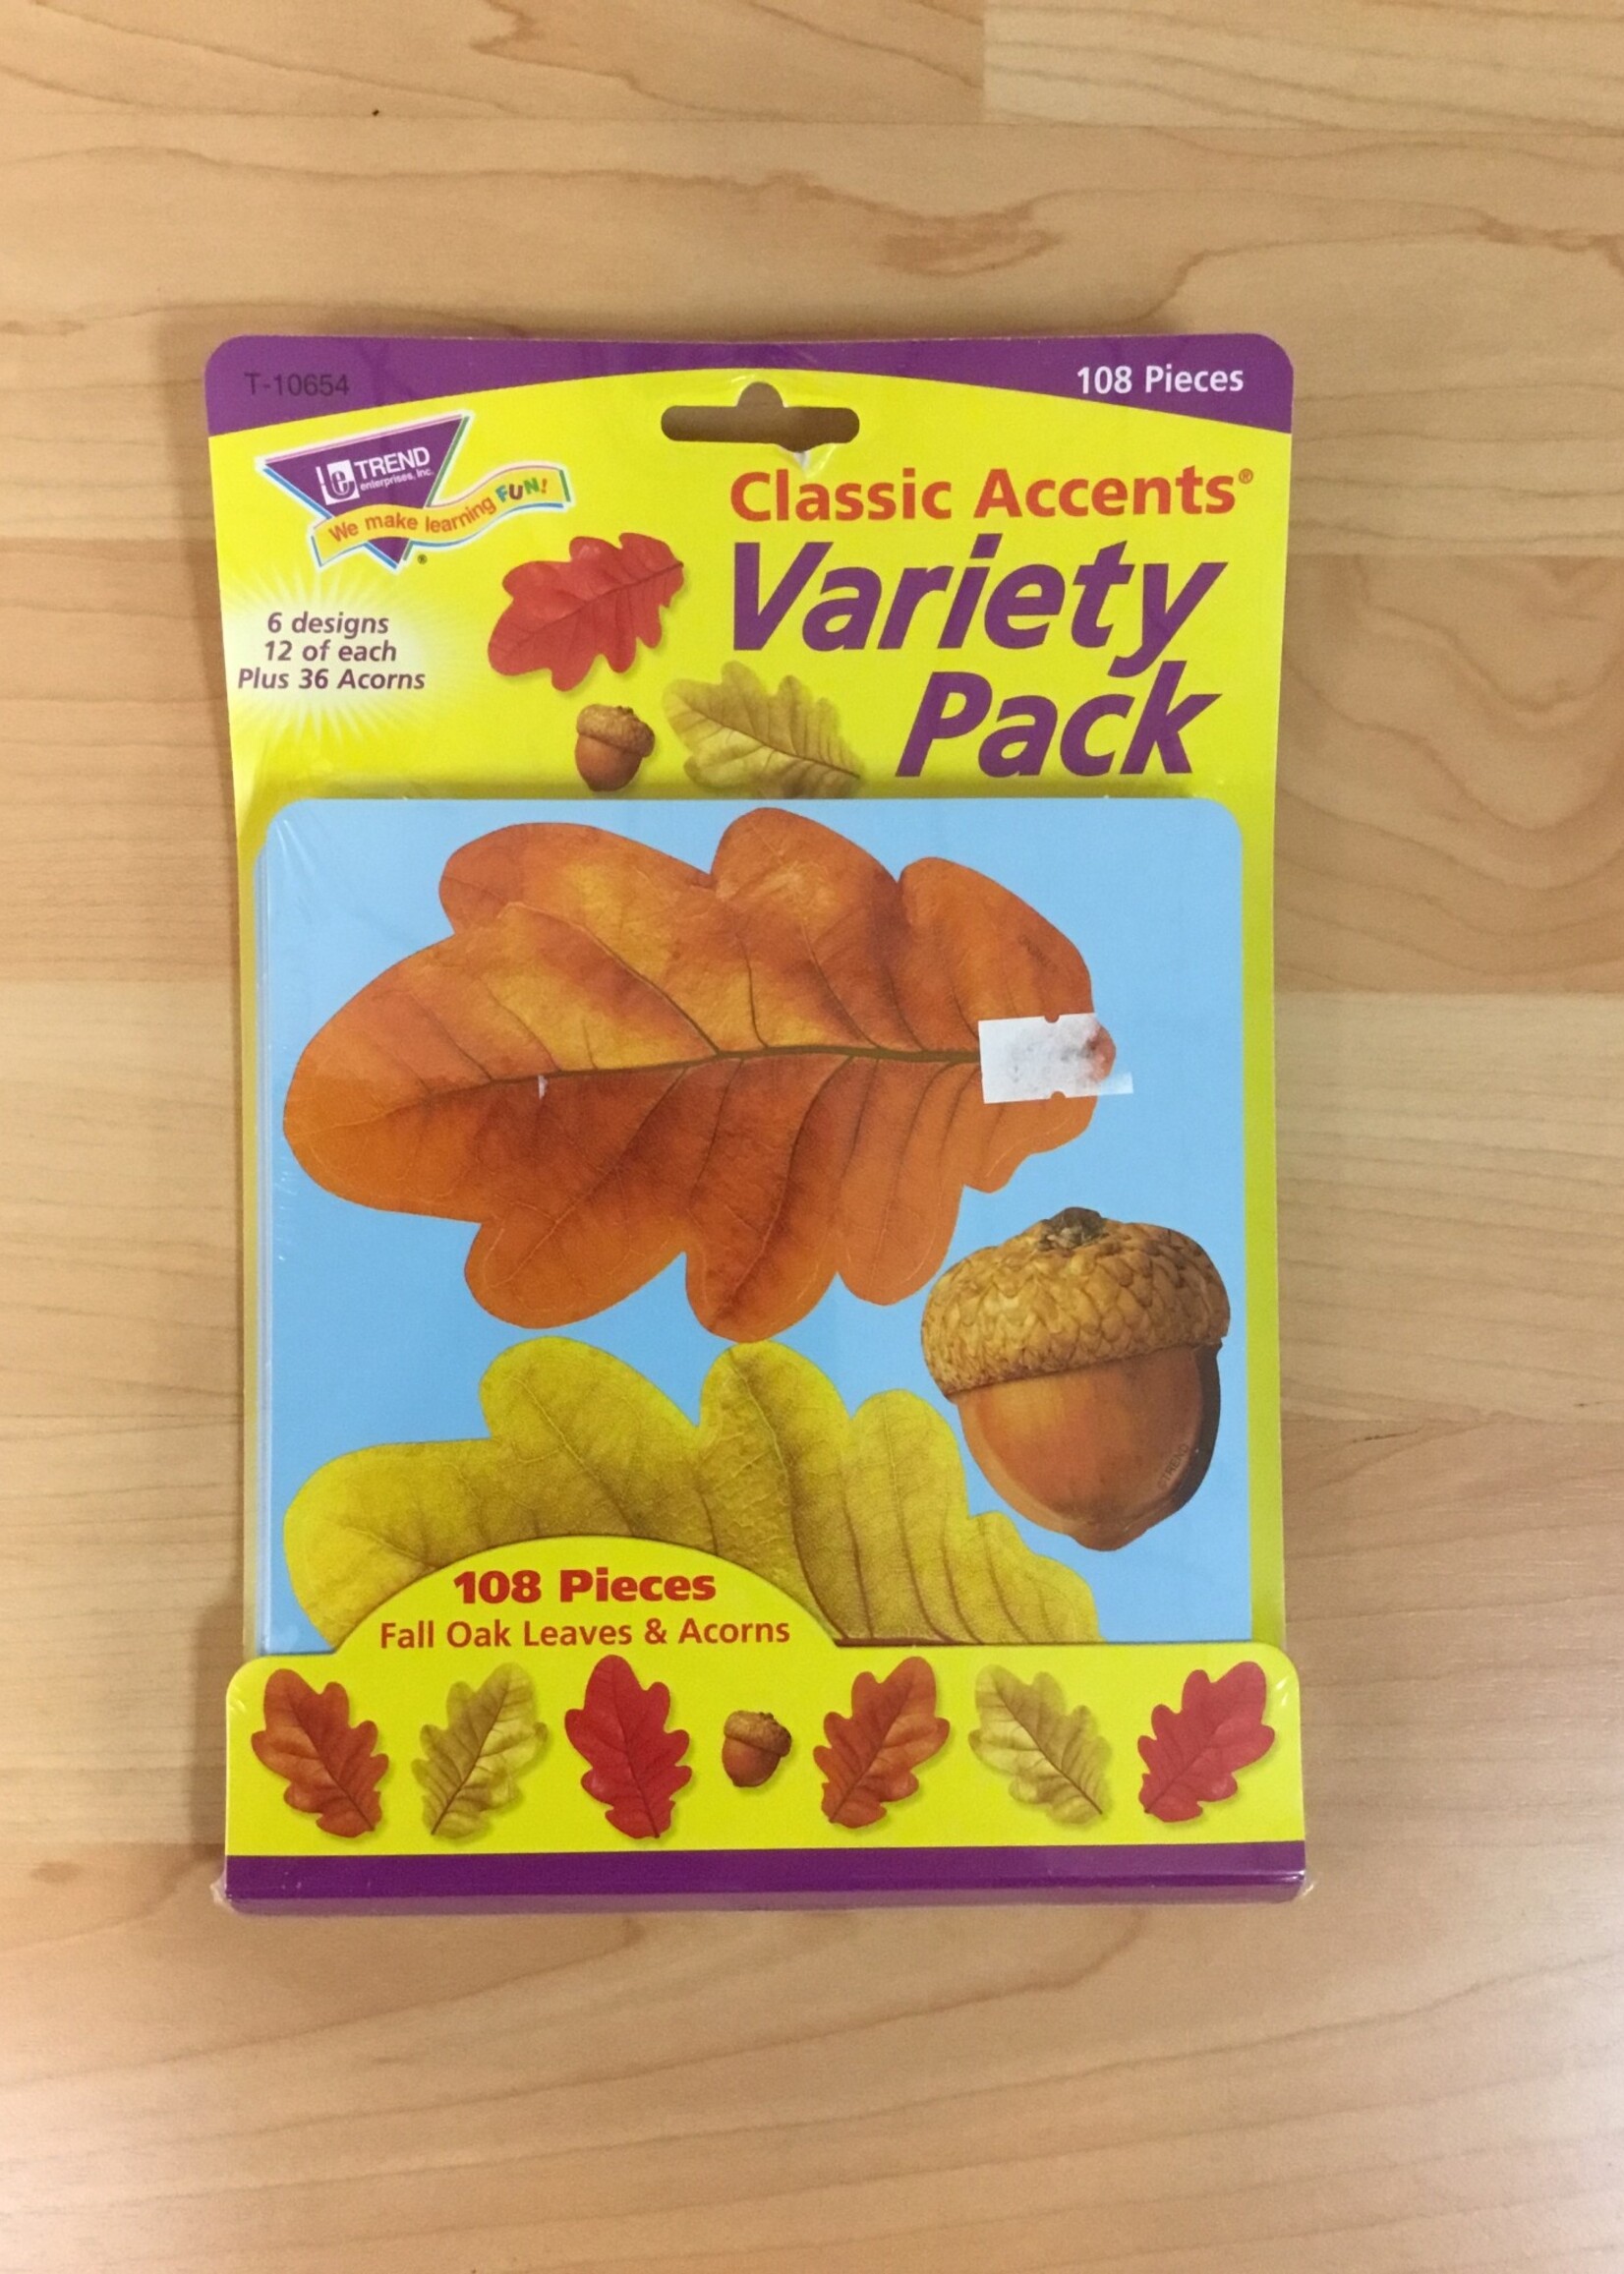 T-10654
108 Pieces
TREND
enterprises, Inc.
We make learning FUN!
®
Classic Accents®
Variety
Pack
6 designs
12 of each
Plus 36 Acorns
©TREND
108 Pieces
Fall Oak Leaves & Acorns